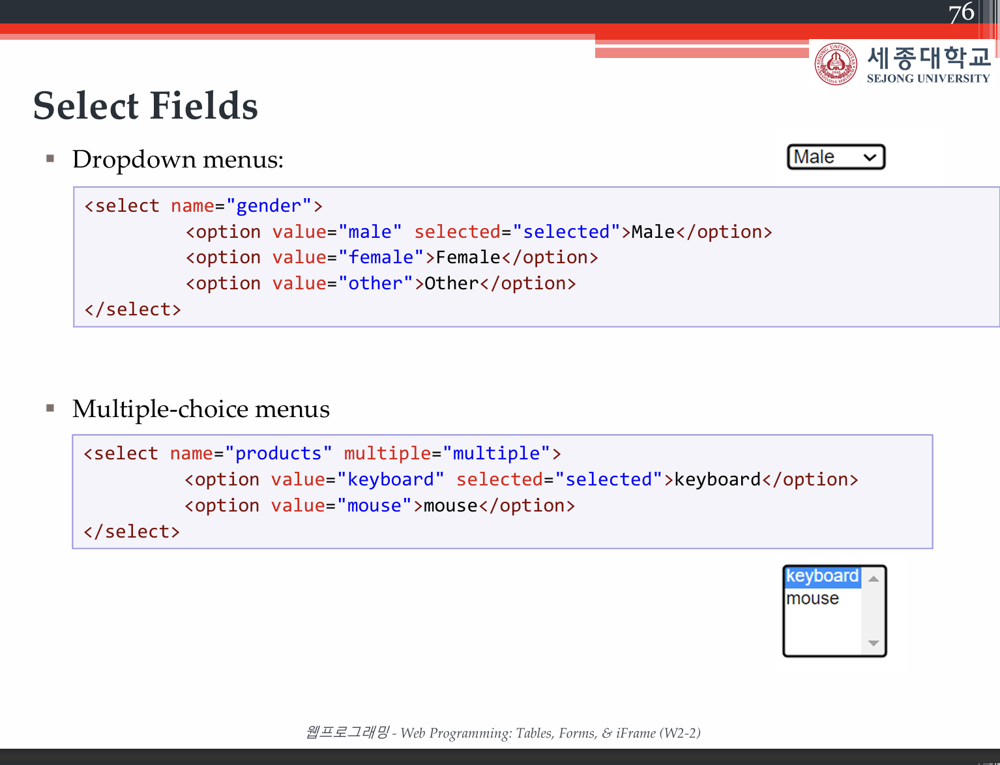 76
세종대학교
SEJONG UNIVERSITY
Select Fields
Dropdown menus:
Male
<select name="gender">
<option value="male" selected="selected">Male</option>
<option value="female">Female</option>
<option value="other">Other</option>
</select>
Multiple-choice menus
<select name="products" multiple="multiple">
<option value="keyboard" selected="selected">keyboard</option>
<option value="mouse">mouse</option>
</select>
keyboard
mouse
웹프로그래밍 - Web Programming: Tables, Forms, & iFrame (W2-2)